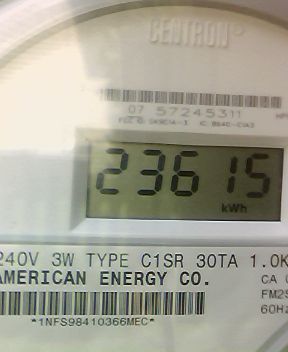 CENTRON®
07 57245311
23615
kWh
240V 3W TYPE C1SR 30TA 1.0K
AMERICAN ENERGY CO.
CA
FM2S
60Hz
*1NFS98410366MEC*